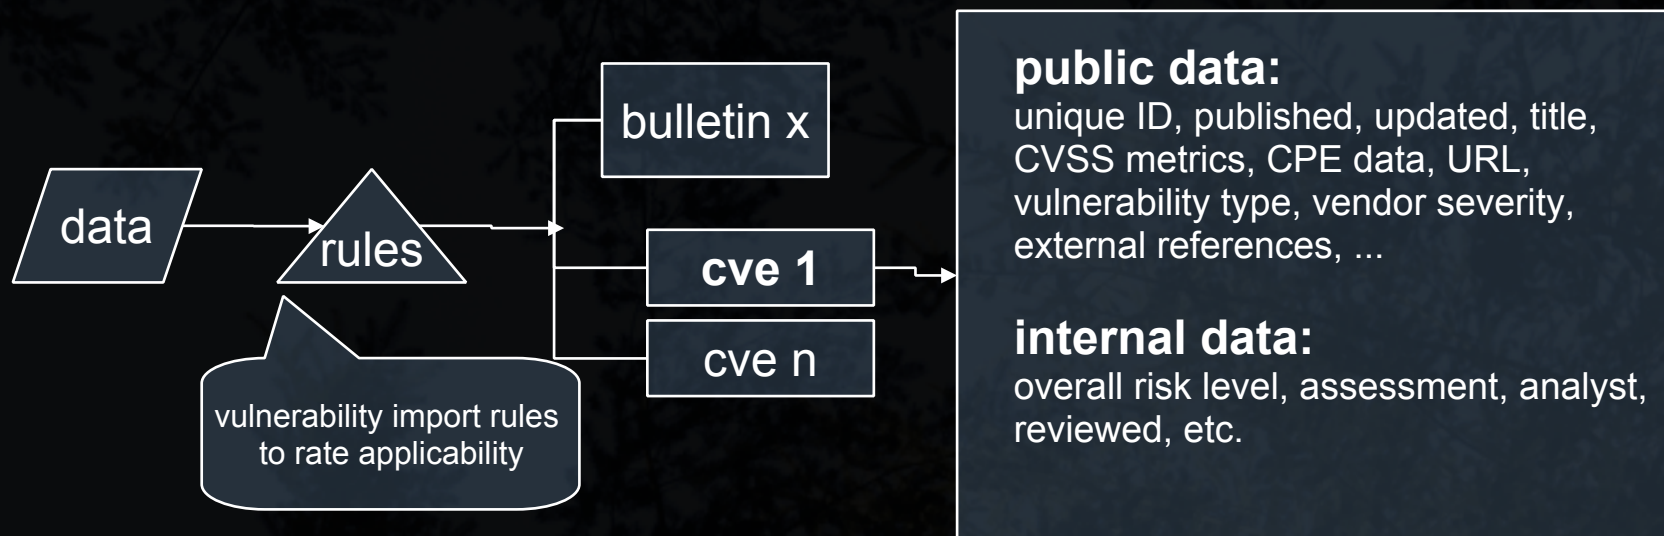 data
rules
vulnerability import rules
to rate applicability
bulletin x
cve 1
cve n
public data:
unique ID, published, updated, title,
CVSS metrics, CPE data, URL,
vulnerability type, vendor severity,
external references, ...
internal data:
overall risk level, assessment, analyst,
reviewed, etc.